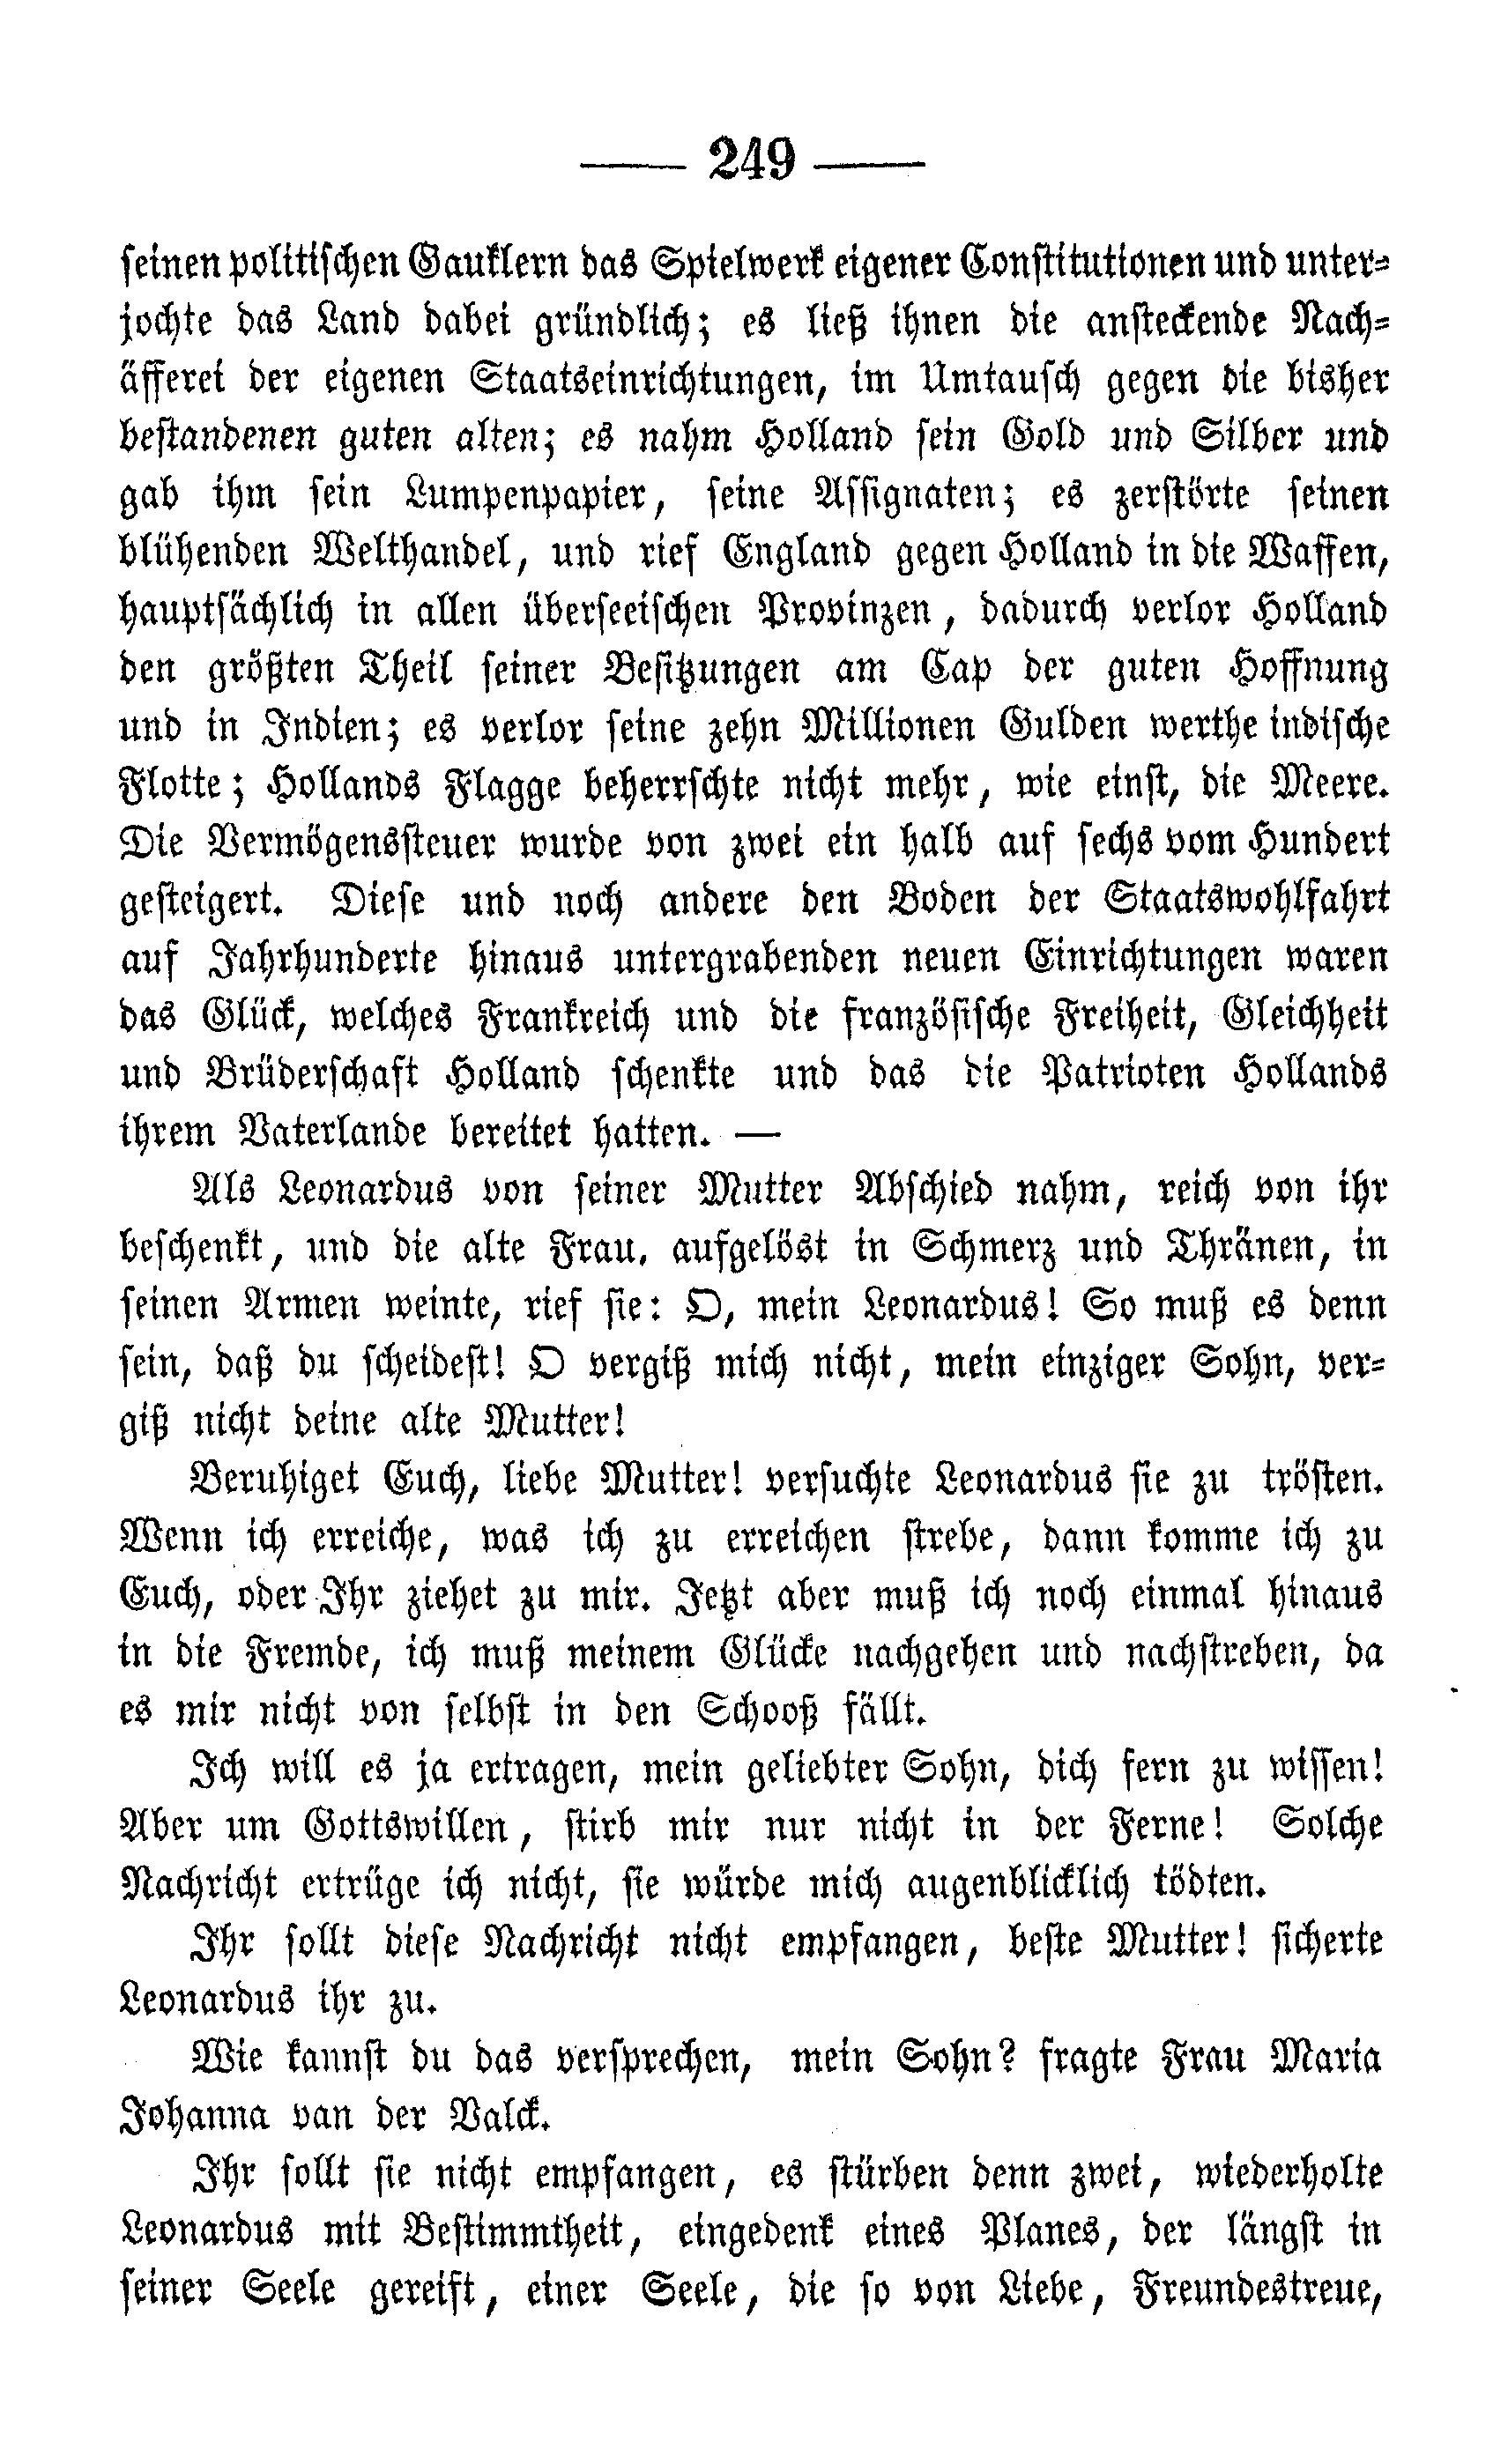 — 249 —
seinen politischen Gauklern das Spielwerk eigener Constitutionen und unter-
jochte das Land dabei gründlich; es ließ ihnen die ansteckende Nach-
äfferei der eigenen Staatseinrichtungen, im Umtausch gegen die bisher
bestandenen guten alten; es nahm Holland sein Gold und Silber und
gab ihm sein Lumpenpapier, seine Assignaten; es zerstörte seinen
blühenden Welthandel, und rief England gegen Holland in die Waffen,
hauptsächlich in allen überseeischen Provinzen, dadurch verlor Holland
den größten Theil seiner Besitzungen am Cap der guten Hoffnung
und in Indien; es verlor seine zehn Millionen Gulden werthe indische
Flotte; Hollands Flagge beherrschte nicht mehr, wie einst, die Meere.
Die Vermögenssteuer wurde von zwei ein halb auf sechs vom Hundert
gesteigert. Diese und noch andere den Boden der Staatswohlfahrt
auf Jahrhunderte hinaus untergrabenden neuen Einrichtungen waren
das Glück, welches Frankreich und die französische Freiheit, Gleichheit
und Brüderschaft Holland schenkte und das die Patrioten Hollands
ihrem Vaterlande bereitet hatten. —
Als Leonardus von seiner Mutter Abschied nahm, reich von ihr
beschenkt, und die alte Frau, aufgelöst in Schmerz und Thränen, in
seinen Armen weinte, rief sie: O, mein Leonardus! So muß es denn
sein, daß du scheidest! O vergiß mich nicht, mein einziger Sohn, ver-
giß nicht deine alte Mutter!
Beruhiget Euch, liebe Mutter! versuchte Leonardus sie zu trösten.
Wenn ich erreiche, was ich zu erreichen strebe, dann komme ich zu
Euch, oder Ihr ziehet zu mir. Jetzt aber muß ich noch einmal hinaus
in die Fremde, ich muß meinem Glücke nachgehen und nachstreben, da
es mir nicht von selbst in den Schooß fällt.
Ich will es ja ertragen, mein geliebter Sohn, dich fern zu wissen!
Aber um Gottswillen, stirb mir nur nicht in der Ferne! Solche
Nachricht ertrüge ich nicht, sie würde mich augenblicklich tödten.
Ihr sollt diese Nachricht nicht empfangen, beste Mutter! sicherte
Leonardus ihr zu.
Wie kannst du das versprechen, mein Sohn? fragte Frau Maria
Johanna van der Valck.
Ihr sollt sie nicht empfangen, es stürben denn zwei, wiederholte
Leonardus mit Bestimmtheit, eingedenk eines Planes, der längst in
seiner Seele gereift, einer Seele, die so von Liebe, Freundestreue,